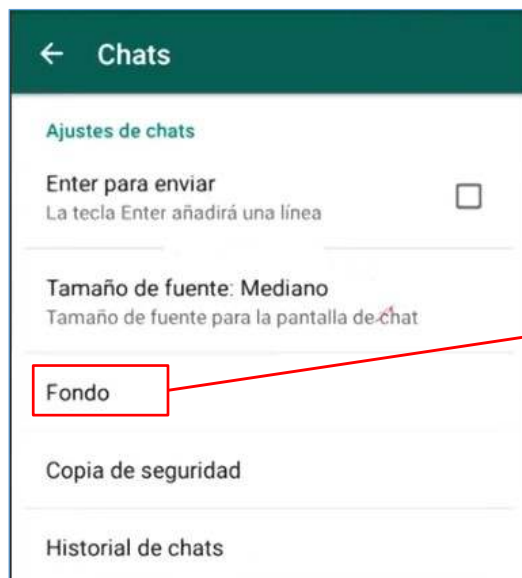 Chats
Ajustes de chats
Enter para enviar
La tecla Enter añadirá una línea
Tamaño de fuente: Mediano
Tamaño de fuente para la pantalla de chat
Fondo
Copia de seguridad
Historial de chats